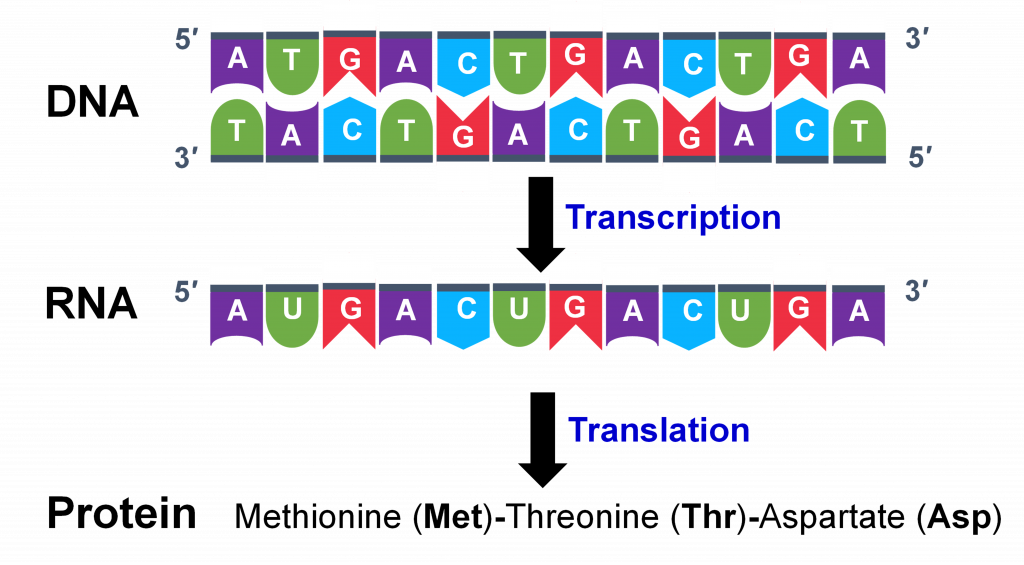 5′ A T G A C T G A C T G A 3′
DNA
3′ T A C T G A C T G A C T 5′
Transcription
RNA 5′ A U G A C U G A C U G A 3′
Translation
Protein Methionine (Met)-Threonine (Thr)-Aspartate (Asp)